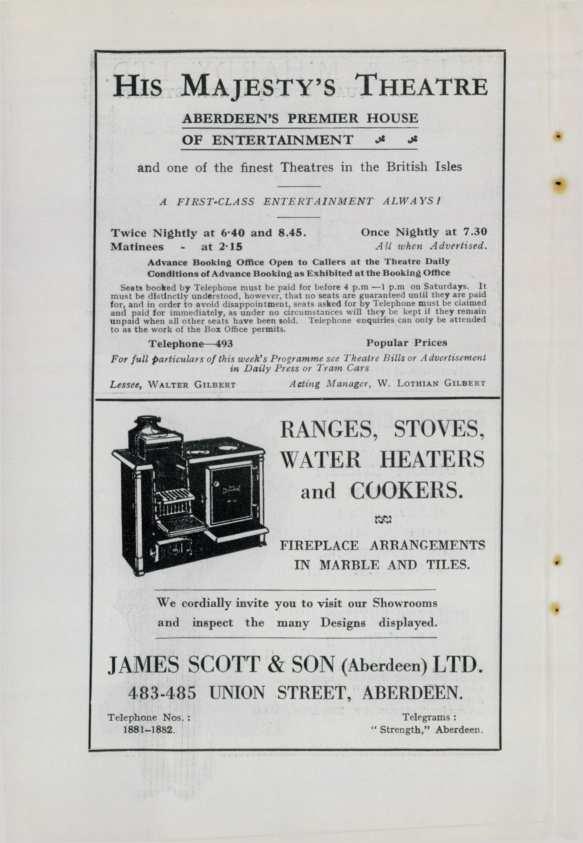 HIS MAJESTY'S THEATRE
ABERDEEN'S PREMIER HOUSE
OF ENTERTAINMENT
and one of the finest Theatres in the British Isles
A FIRST-CLASS ENTERTAINMENT ALWAYS!
Twice Nightly at 6·40 and 8.45. Once Nightly at 7.30
Matinees - at 2·15 All when Advertised.
Advance Booking Office Open to Callers at the Theatre Daily
Conditions of Advance Booking as Exhibited at the Booking Office
Seats booked by Telephone must be paid for before 4 p.m —1 p.m on Saturdays. It
must be distinctly understood, however, that no seats are guaranteed until they are paid
for, and in order to avoid disappointment, seats asked for by Telephone must be claimed
and paid for immediately, as under no circumstances will they be kept if they remain
unpaid when all other seats have been sold. Telephone enquiries can only be attended
to as the work of the Box Office permits.
Telephone—493 Popular Prices
For full particulars of this week's Programme see Theatre Bills or Advertisement
in Daily Press or Tram Cars
Lessee, WALTER GILBERT Acting Manager, W. LOTHIAN GILBERT
RANGES, STOVES,
WATER HEATERS
and COOKERS.
FIREPLACE ARRANGEMENTS
IN MARBLE AND TILES.
We cordially invite you to visit our Showrooms
and inspect the many Designs displayed.
JAMES SCOTT & SON (Aberdeen) LTD.
483-485 UNION STREET, ABERDEEN.
Telephone Nos. : Telegrams :
1881-1882. "Strength," Aberdeen.